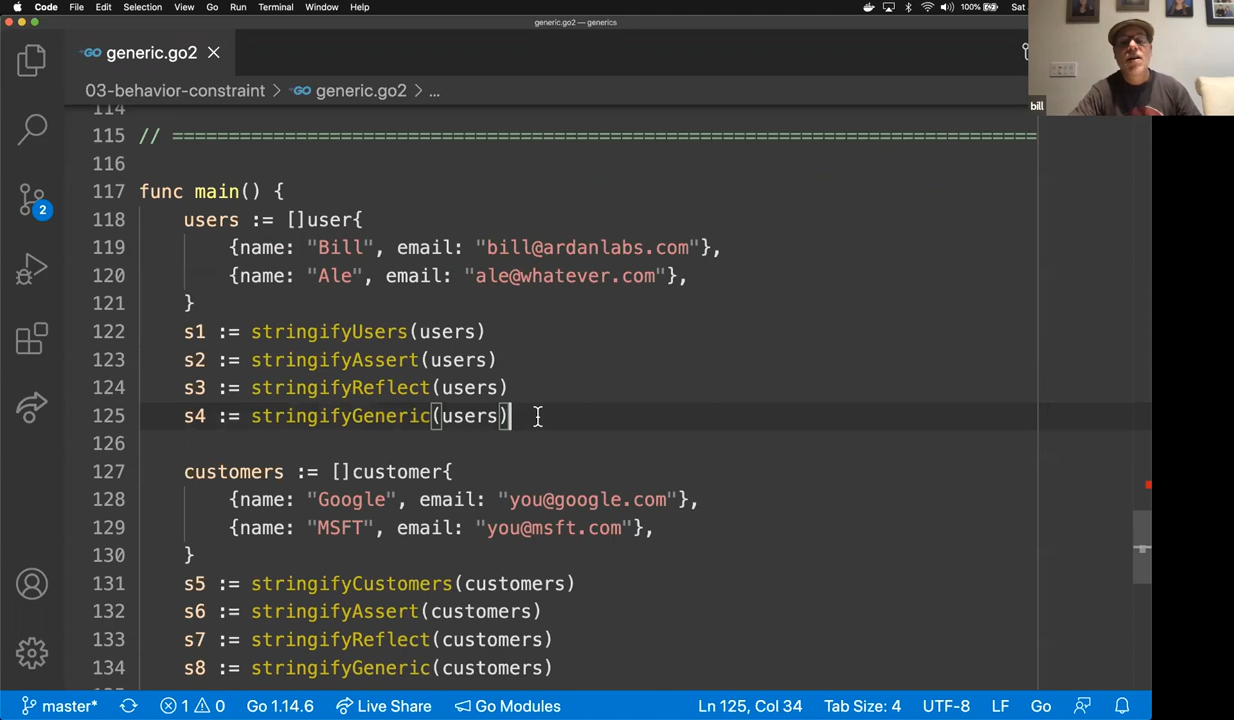 Code File Edit Selection View Go Run Terminal Window Help 100% Sat
generic.go2 — generics
GO generic.go2
03-behavior-constraint > GO generic.go2 > ...
114
115 // ================================================================================
116
117 func main() {
118 users := []user{
119 {name: "Bill", email: "bill@ardanlabs.com"},
120 {name: "Ale", email: "ale@whatever.com"},
121 }
122 s1 := stringifyUsers(users)
123 s2 := stringifyAssert(users)
124 s3 := stringifyReflect(users)
125 s4 := stringifyGeneric(users)
126
127 customers := []customer{
128 {name: "Google", email: "you@google.com"},
129 {name: "MSFT", email: "you@msft.com"},
130 }
131 s5 := stringifyCustomers(customers)
132 s6 := stringifyAssert(customers)
133 s7 := stringifyReflect(customers)
134 s8 := stringifyGeneric(customers)
2
bill
master* 1 0 Go 1.14.6 Live Share Go Modules Ln 125, Col 34 Tab Size: 4 UTF-8 LF Go